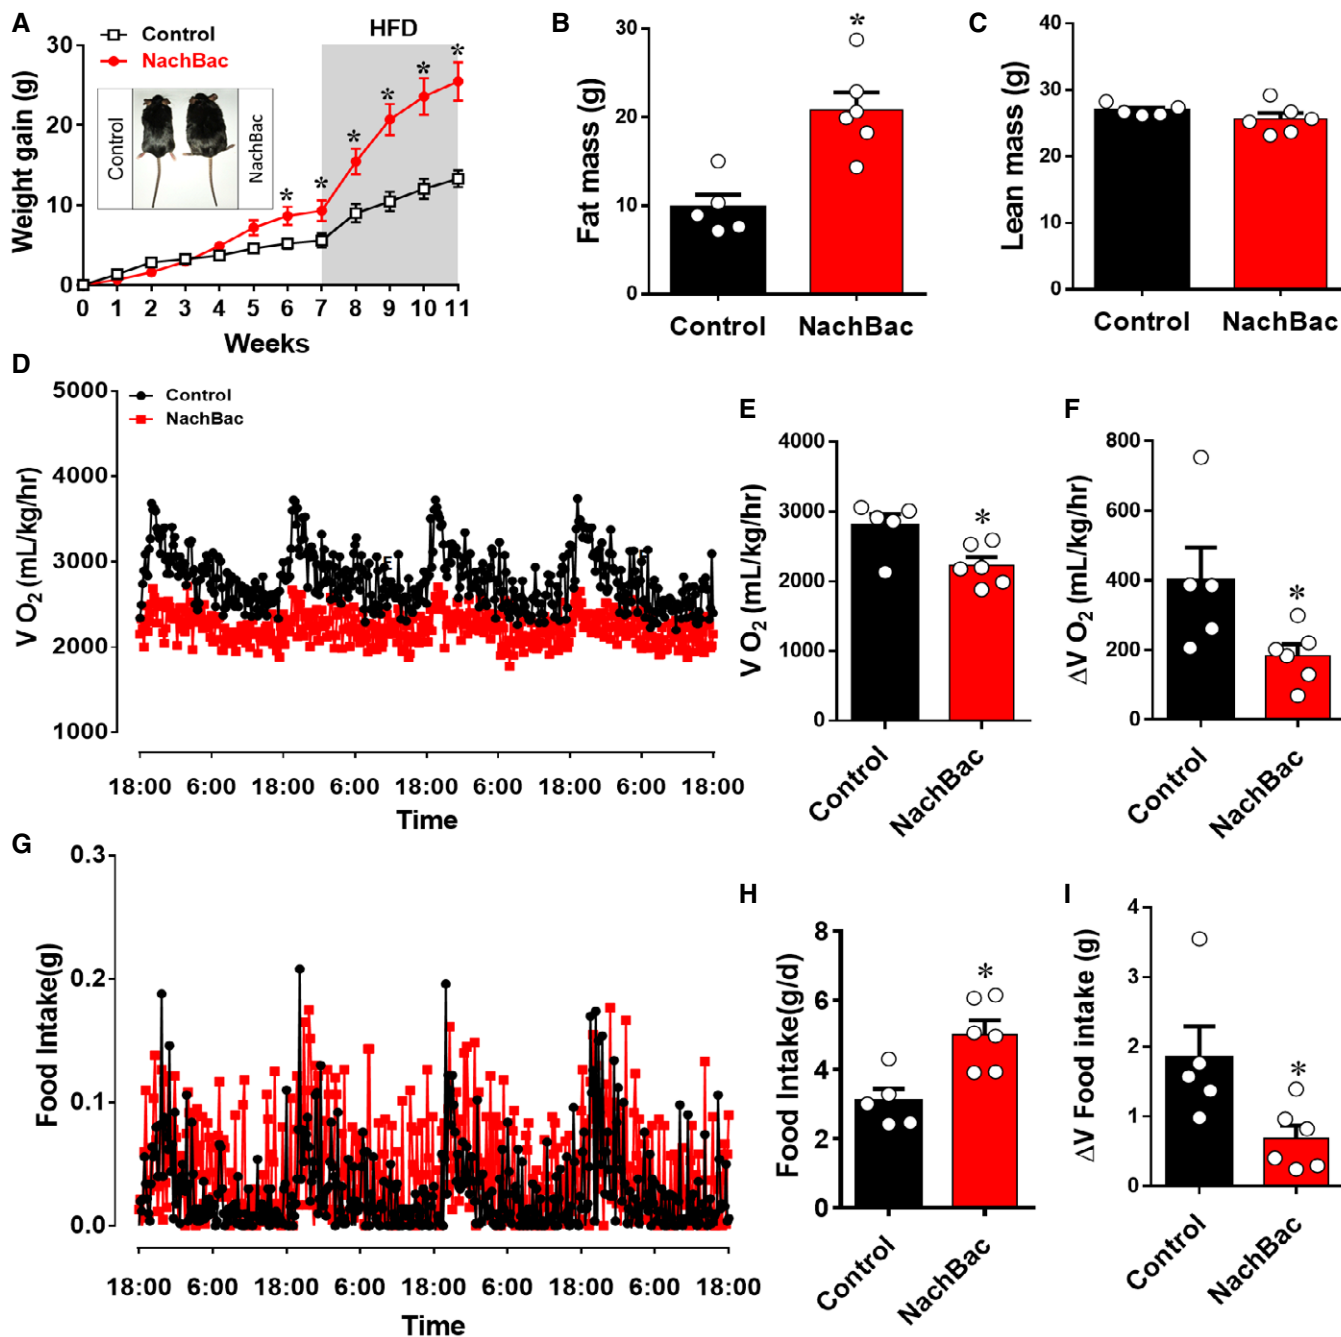 A
Control
NachBac
HFD
Weight gain (g)
30
20
10
0
Control
NachBac
* * * * * *
0 1 2 3 4 5 6 7 8 9 10 11
Weeks
B
Fat mass (g)
30
20
10
0
*
Control NachBac
C
Lean mass (g)
40
30
20
10
0
Control NachBac
D
Control
NachBac
V O2 (mL/kg/hr)
5000
4000
3000
2000
1000
E
18:00 6:00 18:00 6:00 18:00 6:00 18:00 6:00 18:00
Time
E
V O2 (mL/kg/hr)
4000
3000
2000
1000
0
*
Control NachBac
F
ΔV O2 (mL/kg/hr)
800
600
400
200
0
*
Control NachBac
G
Food Intake(g)
0.3
0.2
0.1
0.0
18:00 6:00 18:00 6:00 18:00 6:00 18:00 6:00 18:00
Time
H
Food Intake(g/d)
8
6
4
2
0
*
Control NachBac
I
ΔV Food intake (g)
4
3
2
1
0
*
Control NachBac